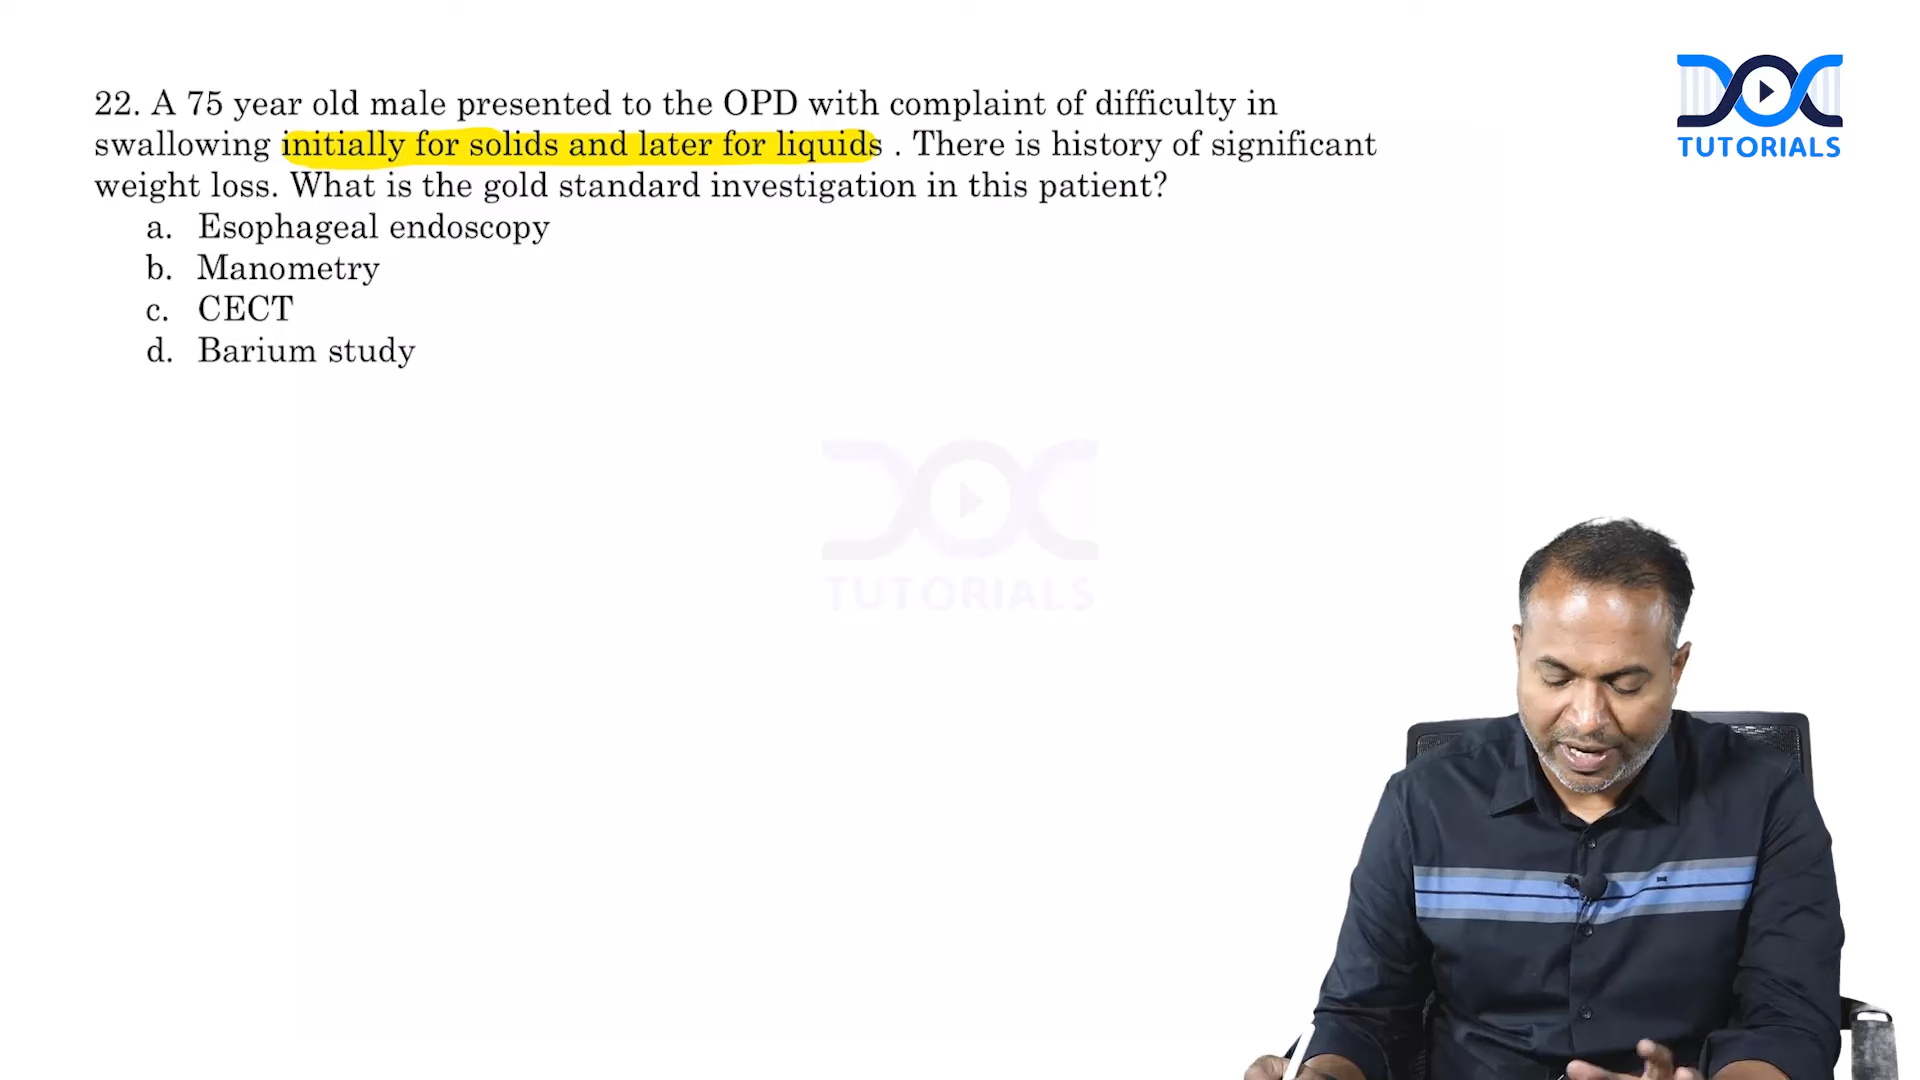 DOC
TUTORIALS
22. A 75 year old male presented to the OPD with complaint of difficulty in
swallowing initially for solids and later for liquids . There is history of significant
weight loss. What is the gold standard investigation in this patient?
a. Esophageal endoscopy
b. Manometry
c. CECT
d. Barium study
DOC
TUTORIALS